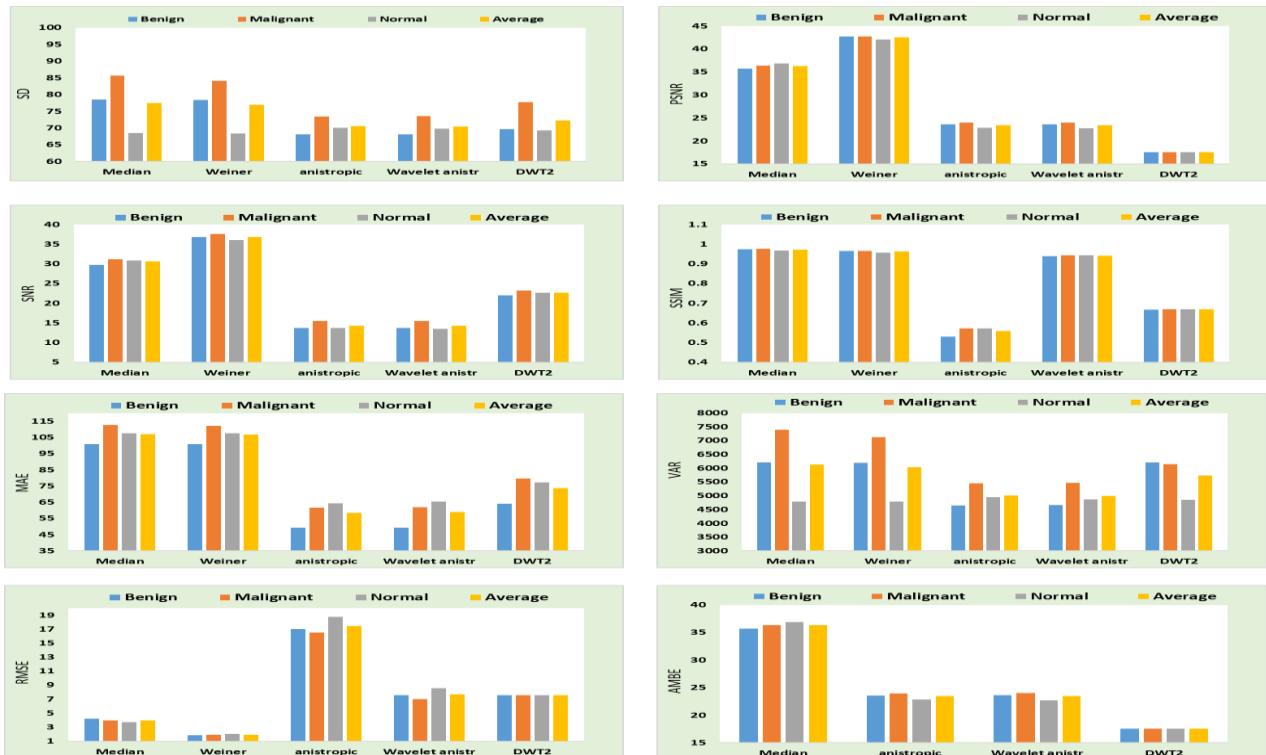 Benign Malignant Normal Average
100
95
90
85
80
75
70
65
60
SD
Median Weiner anistropic Wavelet anistr DWT2
Benign Malignant Normal Average
45
40
35
30
25
20
15
PSNR
Median Weiner anistropic Wavelet anistr DWT2
Benign Malignant Normal Average
40
35
30
25
20
15
10
5
SNR
Median Weiner anistropic Wavelet anistr DWT2
Benign Malignant Normal Average
1.1
1
0.9
0.8
0.7
0.6
0.5
0.4
SSIM
Median Weiner anistropic Wavelet anistr DWT2
Benign Malignant Normal Average
115
105
95
85
75
65
55
45
35
MAE
Median Weiner anistropic Wavelet anistr DWT2
Benign Malignant Normal Average
8000
7500
7000
6500
6000
5500
5000
4500
4000
3500
3000
VAR
Median Weiner anistropic Wavelet anistr DWT2
Benign Malignant Normal Average
19
17
15
13
11
9
7
5
3
1
RMSE
Median Weiner anistropic Wavelet anistr DWT2
Benign Malignant Normal Average
40
35
30
25
20
15
AMBE
Median anistropic Wavelet anistr DWT2